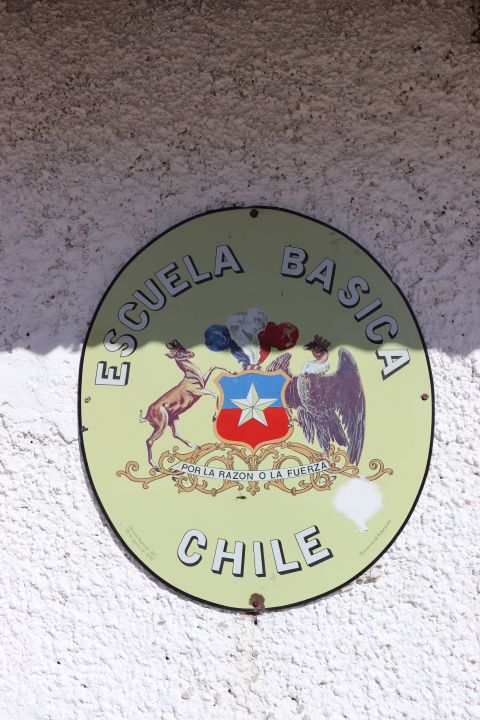 ESCUELA BASICA
POR LA RAZON O LA FUERZA
CHILE